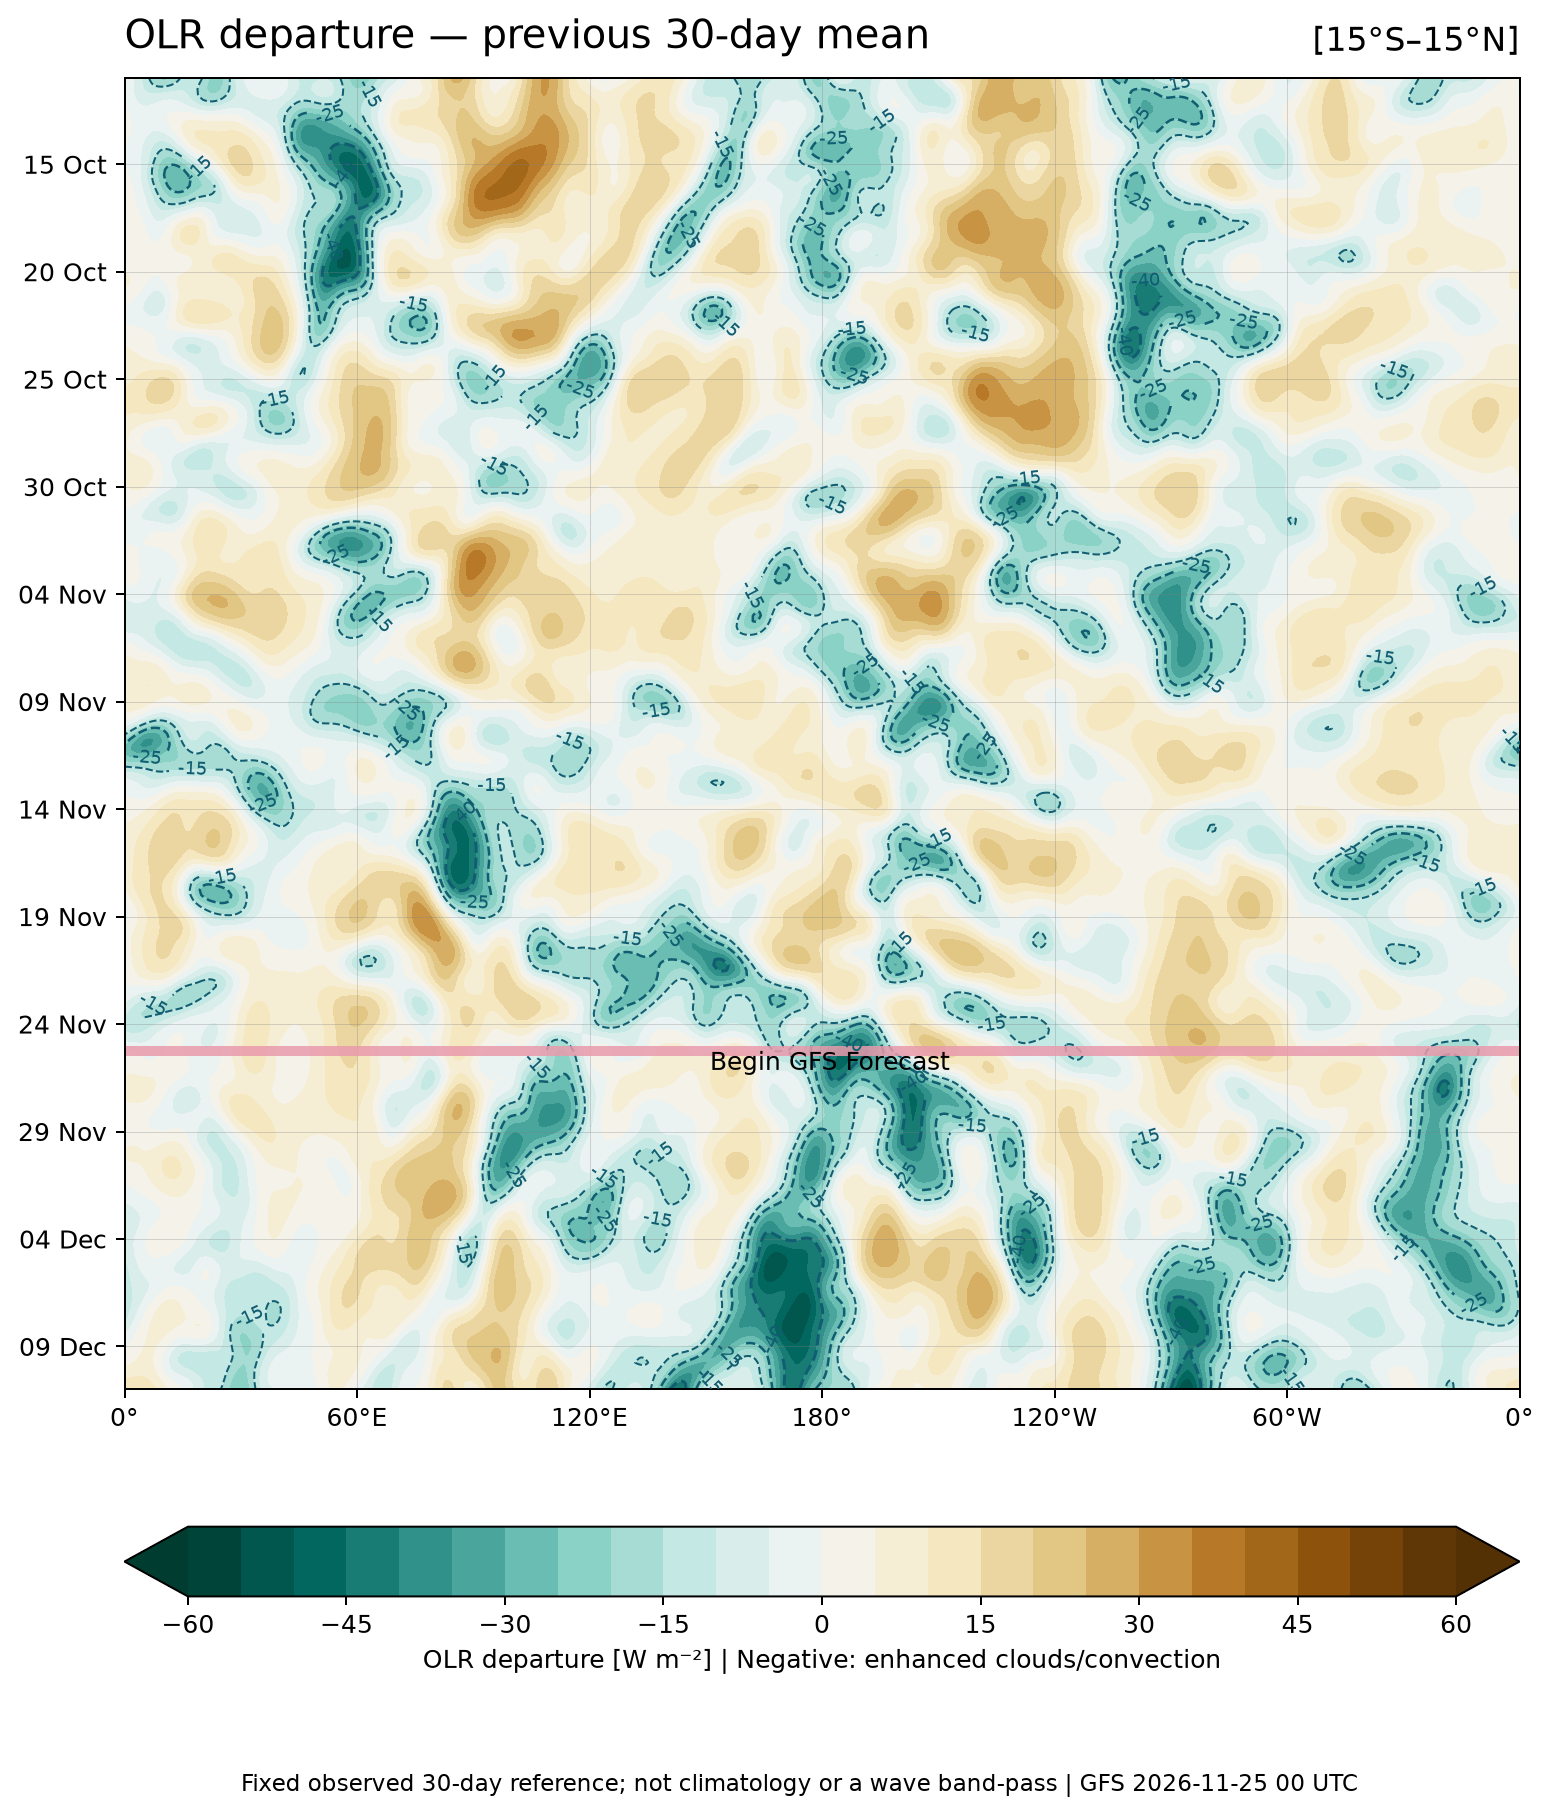 OLR departure — previous 30-day mean
[15°S–15°N]
15 Oct
20 Oct
25 Oct
30 Oct
04 Nov
09 Nov
14 Nov
19 Nov
24 Nov
Begin GFS Forecast
29 Nov
04 Dec
09 Dec
0° 60°E 120°E 180° 120°W 60°W 0°
−60 −45 −30 −15 0 15 30 45 60
OLR departure [W m⁻²] | Negative: enhanced clouds/convection
Fixed observed 30-day reference; not climatology or a wave band-pass | GFS 2026-11-25 00 UTC